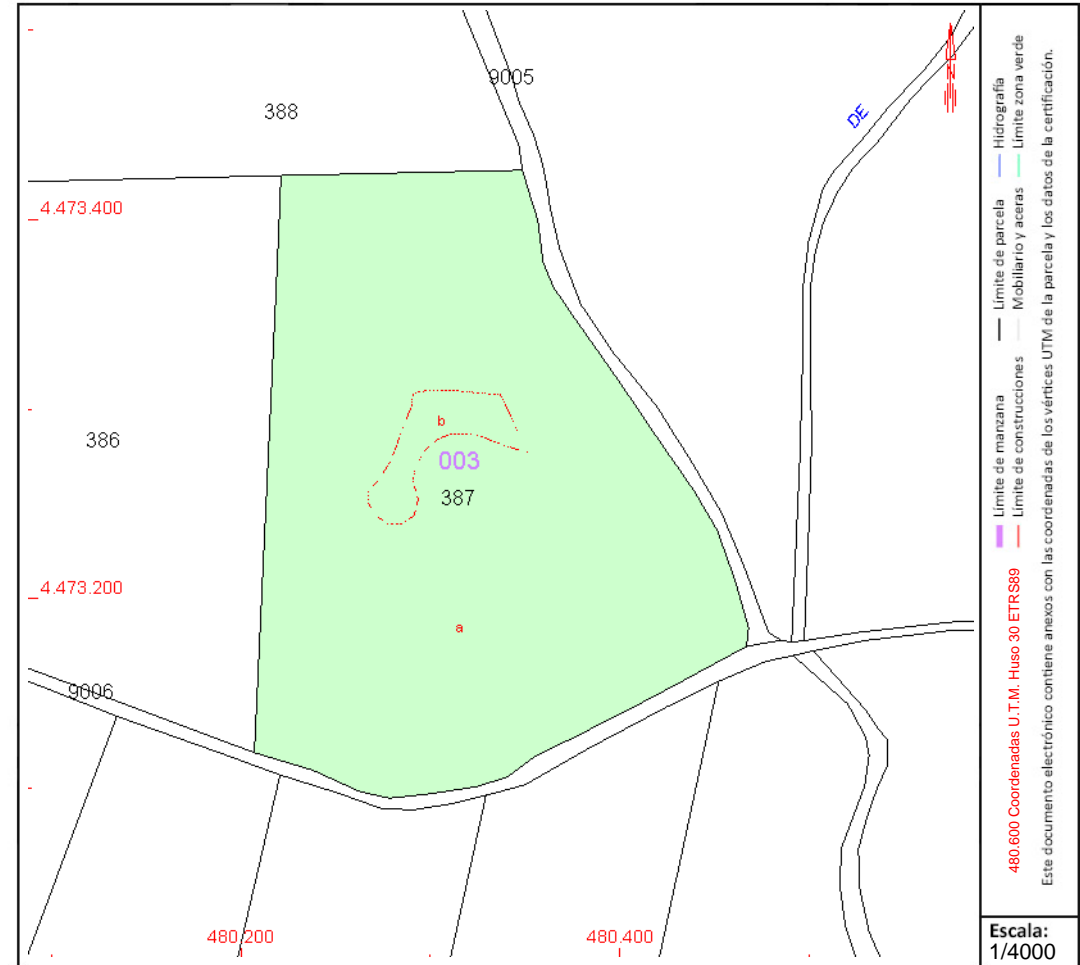 9005
388
DE
N
4.473.400
386
b
003
387
4.473.200
a
9006
480.200
480.400
Límite de manzana
Límite de parcela
Hidrografía
Límite de construcciones
Mobiliario y aceras
Límite zona verde
480.600 Coordenadas U.T.M. Huso 30 ETRS89
Este documento electrónico contiene anexos con las coordenadas de los vértices UTM de la parcela y los datos de la certificación.
Escala:
1/4000